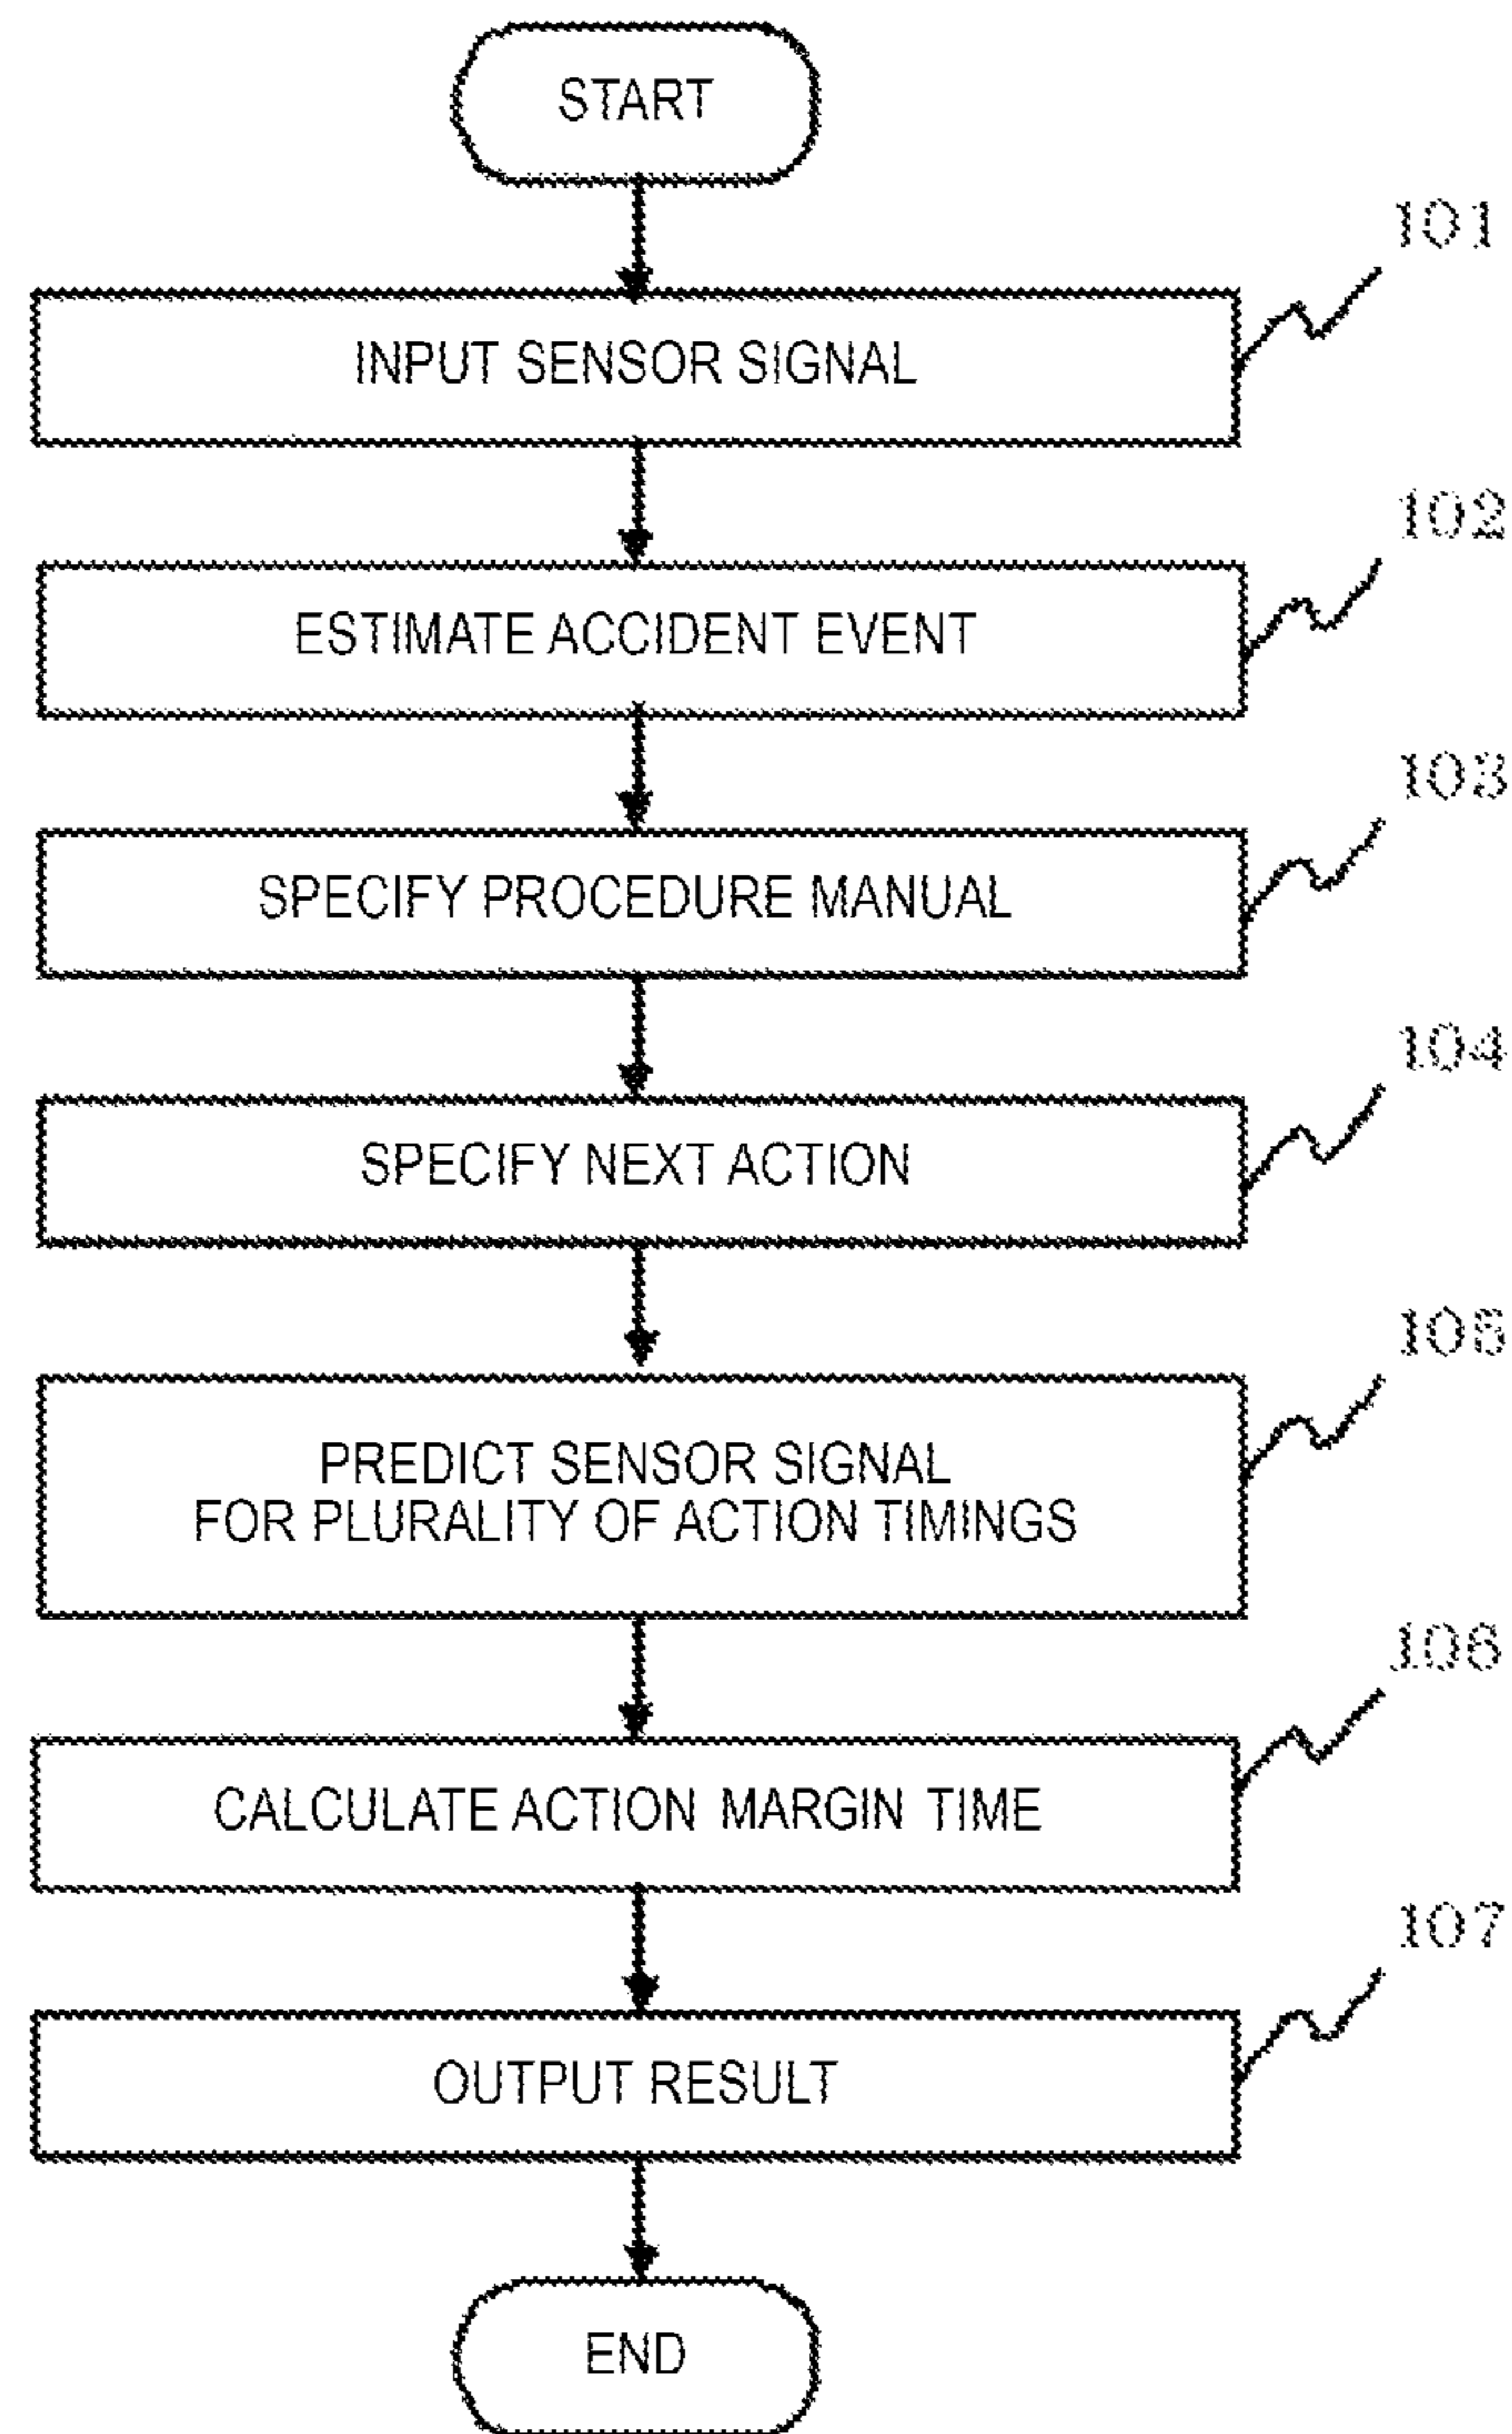 START
101
INPUT SENSOR SIGNAL
102
ESTIMATE ACCIDENT EVENT
103
SPECIFY PROCEDURE MANUAL
104
SPECIFY NEXT ACTION
105
PREDICT SENSOR SIGNAL
FOR PLURALITY OF ACTION TIMINGS
106
CALCULATE ACTION MARGIN TIME
107
OUTPUT RESULT
END